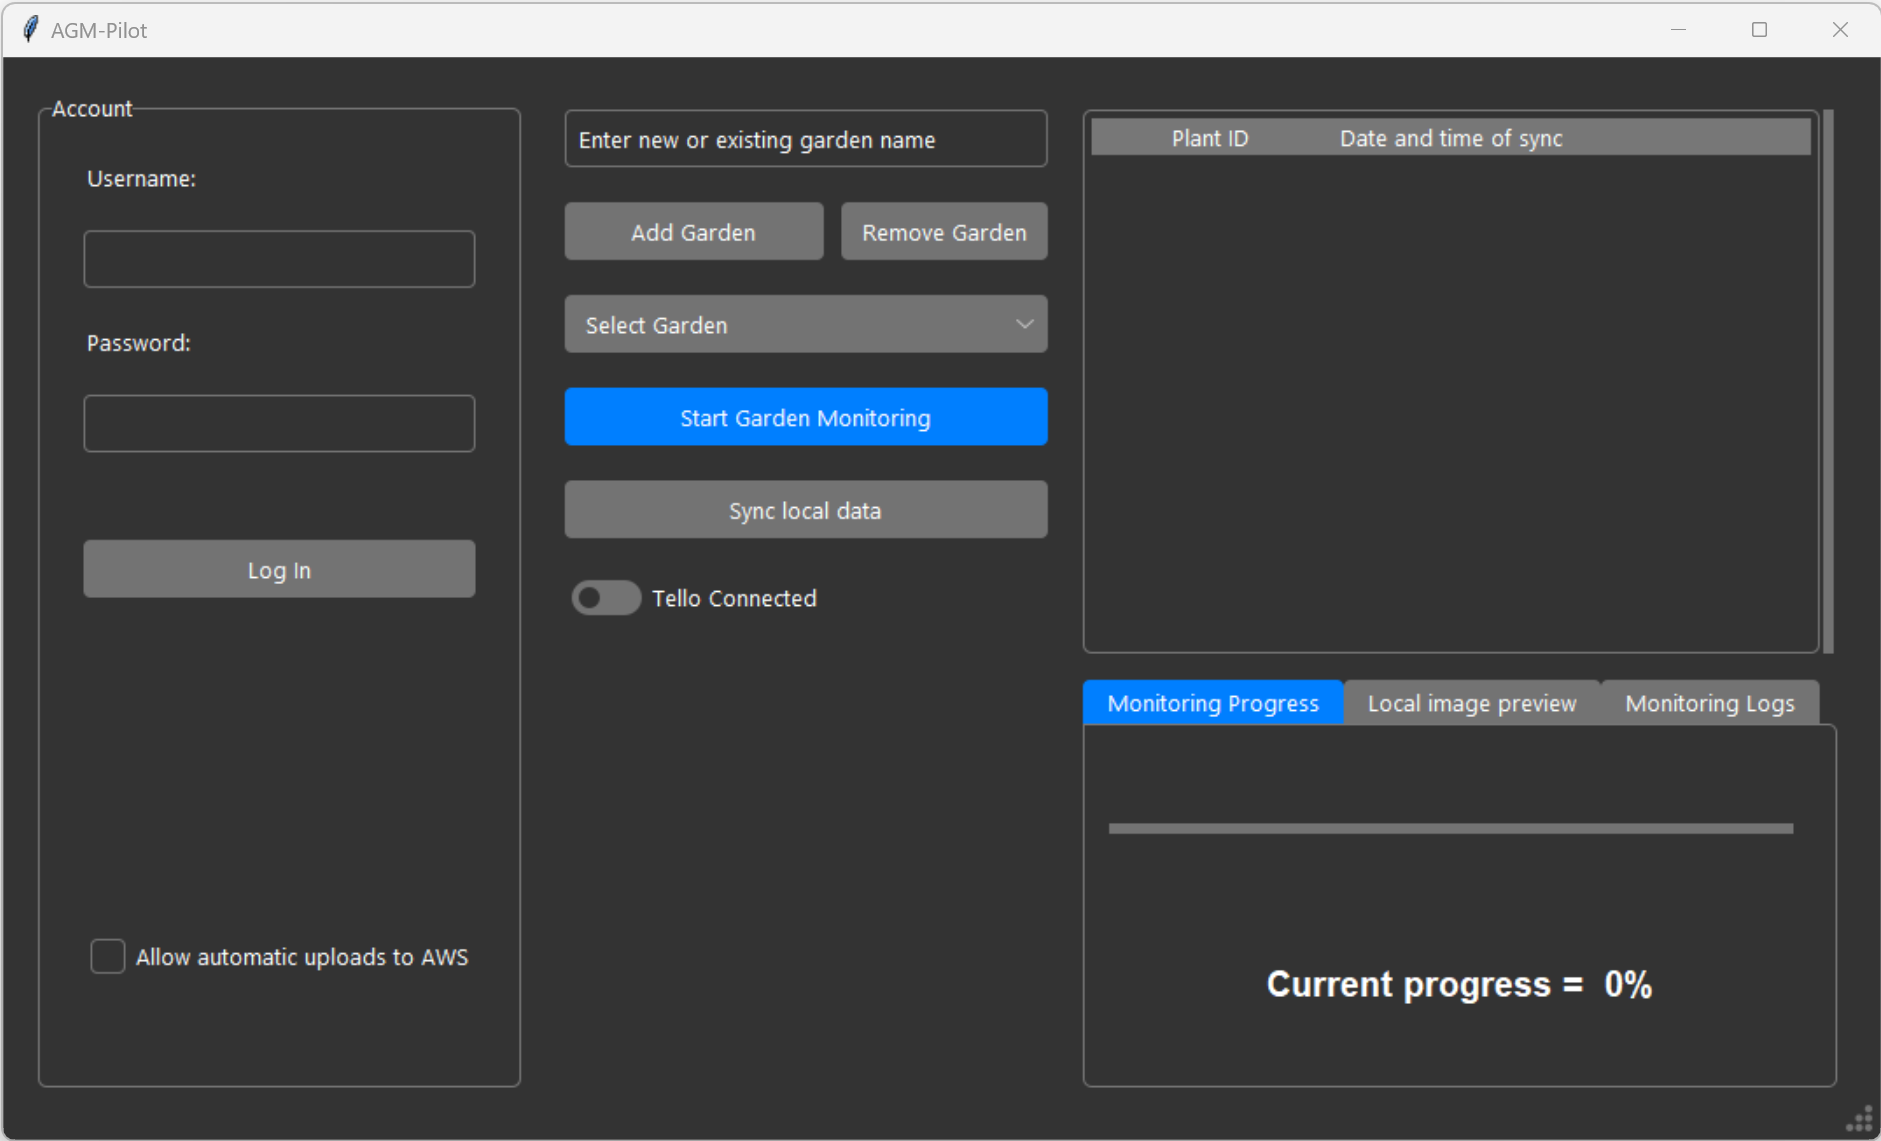 AGM-Pilot
Account
Username:
Password:
Log In
Allow automatic uploads to AWS
Enter new or existing garden name
Add Garden
Remove Garden
Select Garden
Start Garden Monitoring
Sync local data
Tello Connected
Plant ID
Date and time of sync
Monitoring Progress
Local image preview
Monitoring Logs
Current progress = 0%